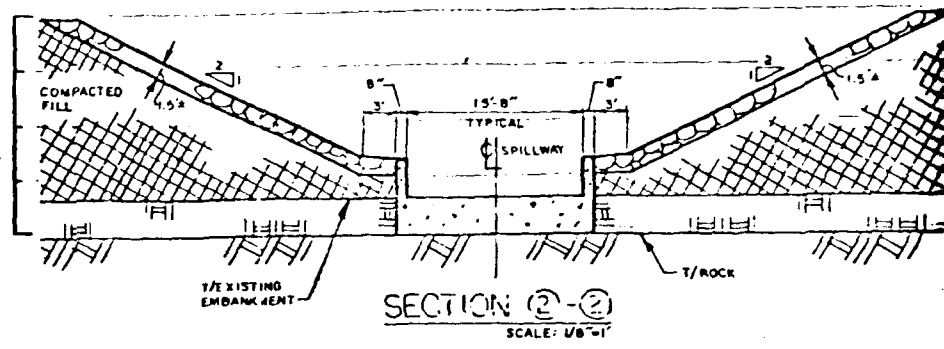 2
1
2
1
8"
15'-8"
8"
1.5'±
COMPACTED
FILL
1.5'±
3'
TYPICAL
3'
℄ SPILLWAY
T/EXISTING
EMBANKMENT
T/ROCK
SECTION 2-2
SCALE: 1/8"=1'